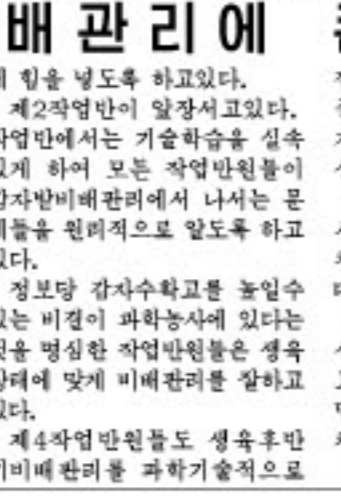 배관리에
힘을 넣도록 하고있다.
제2작업반이 앞장서고있다.
작업반에서는 기술학습을 실속
있게 하여 모든 작업반원들이
감자밭비배관리에서 나서는 문
제들을 원리적으로 알도록 하고
있다.
정보당 감자수확고를 높일수
있는 비결이 과학농사에 있다는
것을 명심한 작업반원들은 생육
상태에 맞게 비배관리를 잘하고
있다.
제4작업반원들도 생육후반
기비배관리를 과학기술적으로